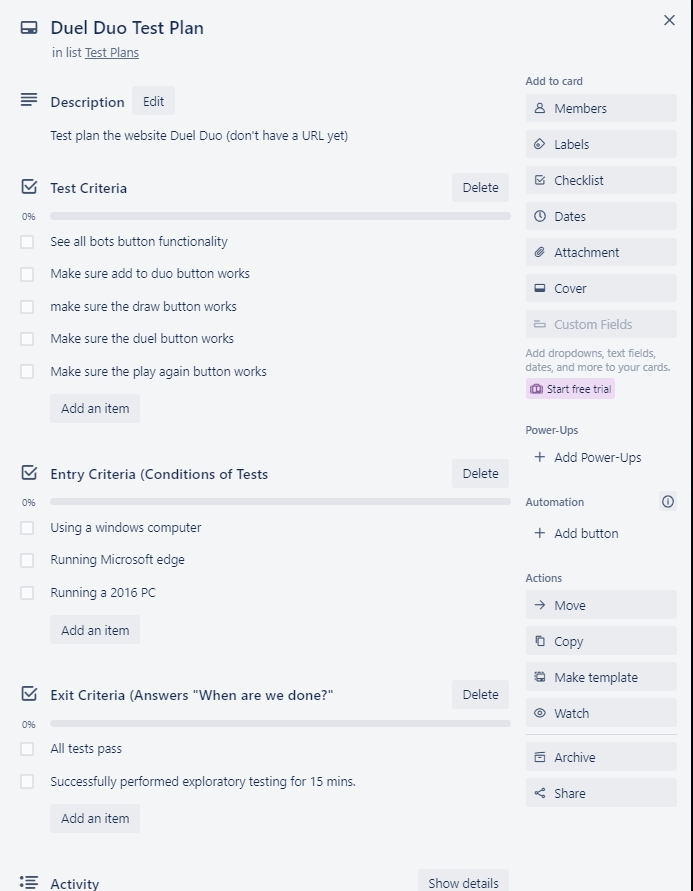 Duel Duo Test Plan
in list Test Plans
Description Edit
Test plan the website Duel Duo (don't have a URL yet)
Test Criteria Delete
0%
See all bots button functionality
Make sure add to duo button works
make sure the draw button works
Make sure the duel button works
Make sure the play again button works
Add an item
Entry Criteria (Conditions of Tests Delete
0%
Using a windows computer
Running Microsoft edge
Running a 2016 PC
Add an item
Exit Criteria (Answers "When are we done?" Delete
0%
All tests pass
Successfully performed exploratory testing for 15 mins.
Add an item
Activity Show details
Add to card
Members
Labels
Checklist
Dates
Attachment
Cover
Custom Fields
Add dropdowns, text fields,
dates, and more to your cards.
Start free trial
Power-Ups
+ Add Power-Ups
Automation
+ Add button
Actions
Move
Copy
Make template
Watch
Archive
Share